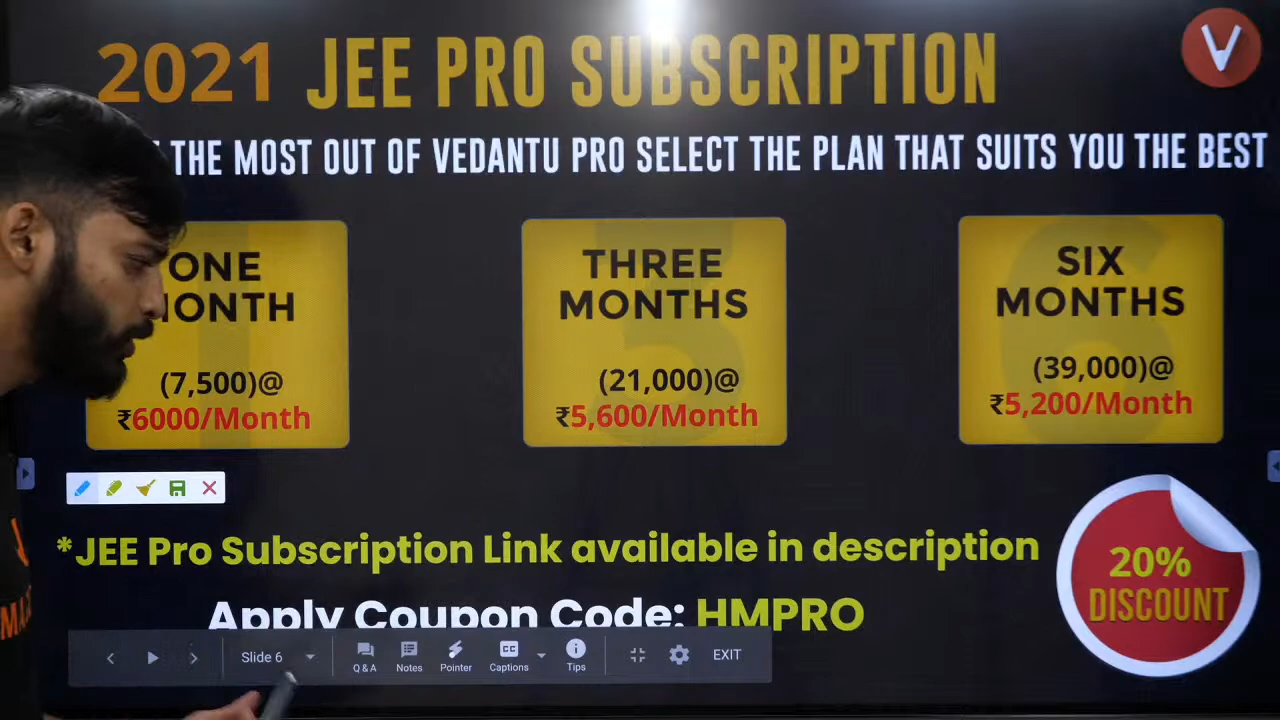 2021 JEE PRO SUBSCRIPTION
THE MOST OUT OF VEDANTU PRO SELECT THE PLAN THAT SUITS YOU THE BEST
ONE
MONTH
(7,500)@
₹6000/Month
THREE
MONTHS
(21,000)@
₹5,600/Month
SIX
MONTHS
(39,000)@
₹5,200/Month
*JEE Pro Subscription Link available in description
20%
DISCOUNT
Apply Coupon Code: HMPRO
Slide 6
Q & A
Notes
Pointer
CC
Captions
Tips
EXIT